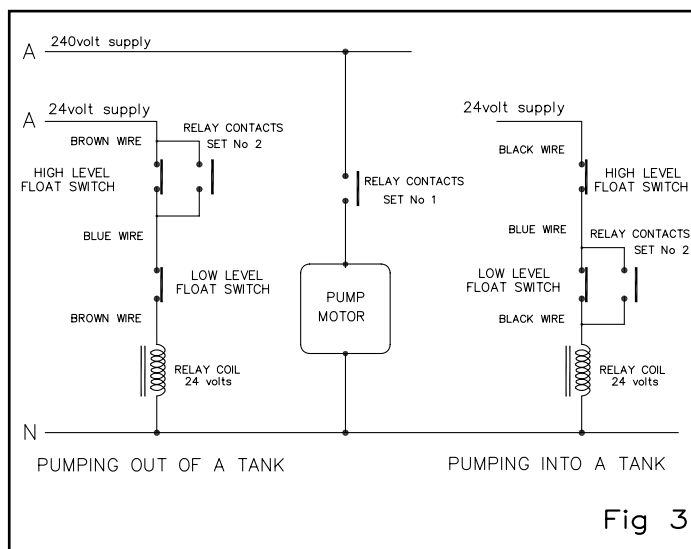 A
240volt supply
A
24volt supply
BROWN WIRE
RELAY CONTACTS
SET No 2
HIGH LEVEL
FLOAT SWITCH
BLUE WIRE
LOW LEVEL
FLOAT SWITCH
BROWN WIRE
RELAY COIL
24 volts
RELAY CONTACTS
SET No 1
PUMP
MOTOR
24volt supply
BLACK WIRE
HIGH LEVEL
FLOAT SWITCH
BLUE WIRE
RELAY CONTACTS
SET No 2
LOW LEVEL
FLOAT SWITCH
BLACK WIRE
RELAY COIL
24 volts
N
PUMPING OUT OF A TANK
PUMPING INTO A TANK
Fig 3